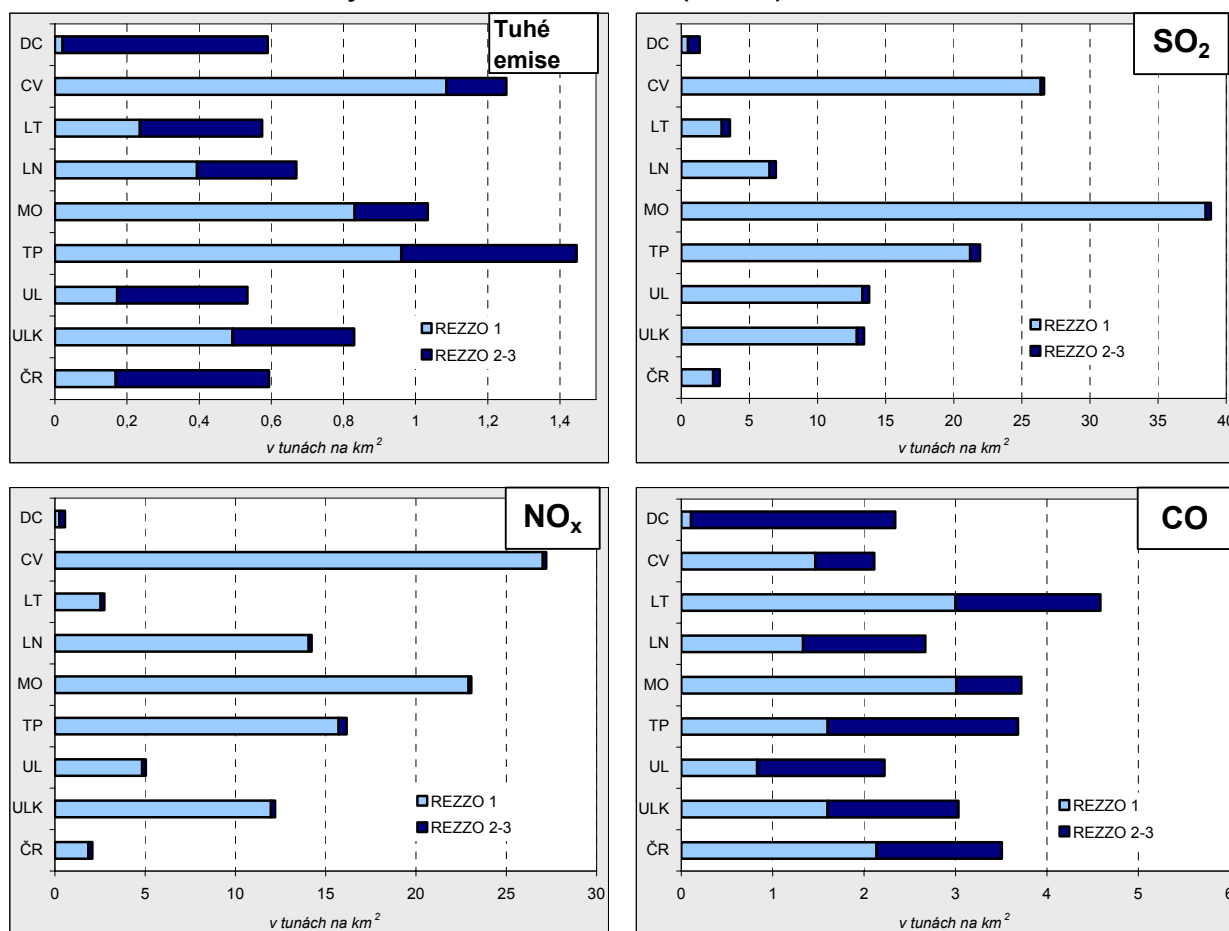 Tuhé
emise
DC
CV
LT
LN
MO
TP
UL
ULK
ČR
REZZO 1
REZZO 2-3
0 0,2 0,4 0,6 0,8 1 1,2 1,4
v tunách na km²
SO₂
DC
CV
LT
LN
MO
TP
UL
ULK
ČR
REZZO 1
REZZO 2-3
0 5 10 15 20 25 30 35 40
v tunách na km²
NOₓ
DC
CV
LT
LN
MO
TP
UL
ULK
ČR
REZZO 1
REZZO 2-3
0 5 10 15 20 25 30
v tunách na km²
CO
DC
CV
LT
LN
MO
TP
UL
ULK
ČR
REZZO 1
REZZO 2-3
0 1 2 3 4 5 6
v tunách na km²